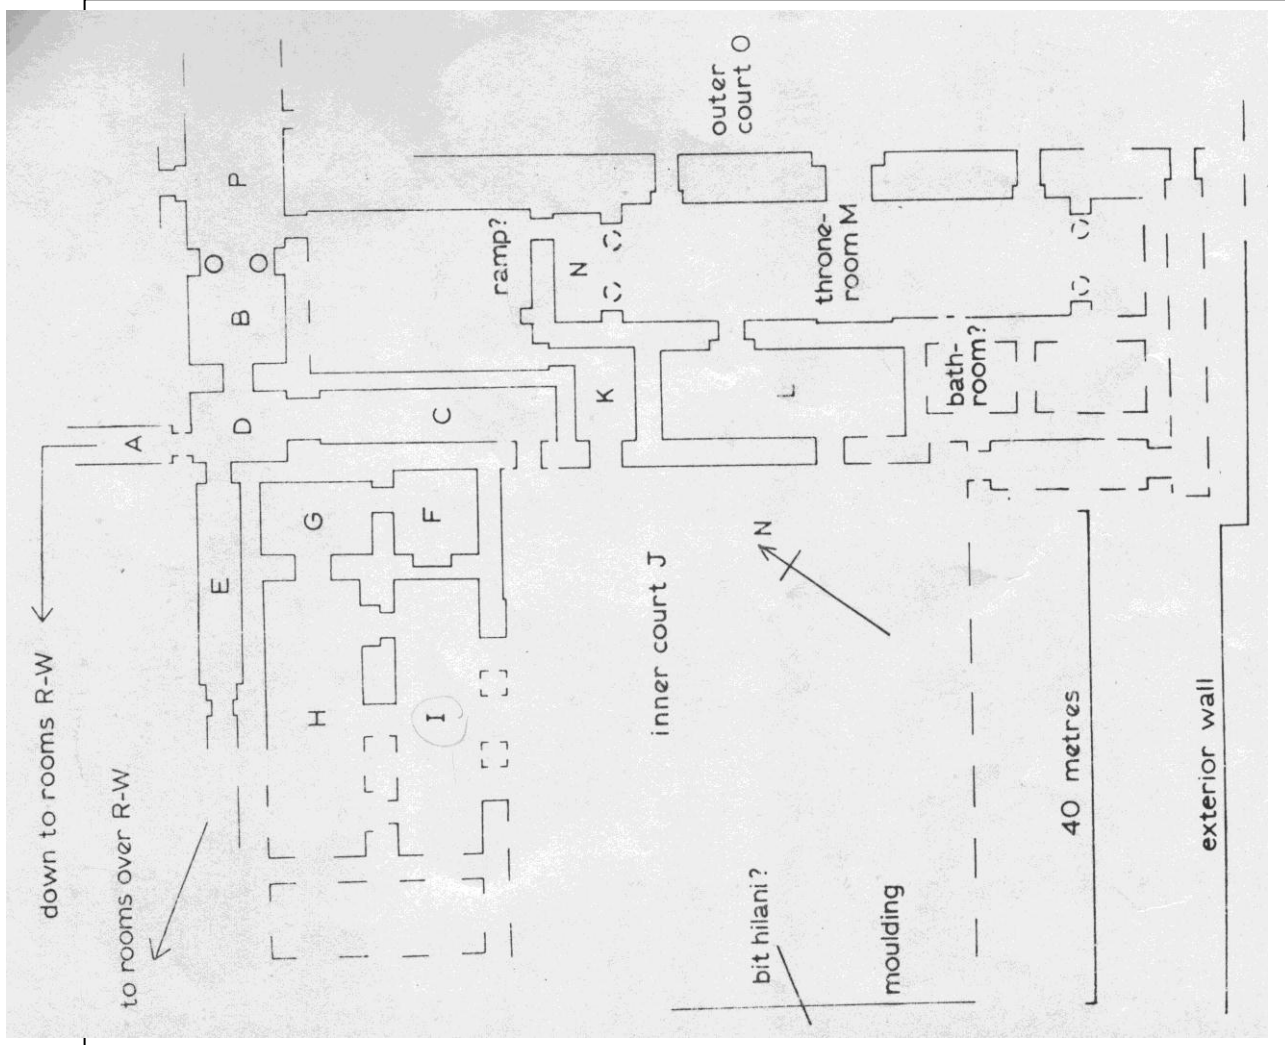 down to rooms R-W
to rooms over R-W
A
B
P
D
C
E
G
F
H
I
ramp?
N
K
L
outer
court O
throne-
room M
bath-
room?
inner court J
N
bit hilani?
moulding
40 metres
exterior wall